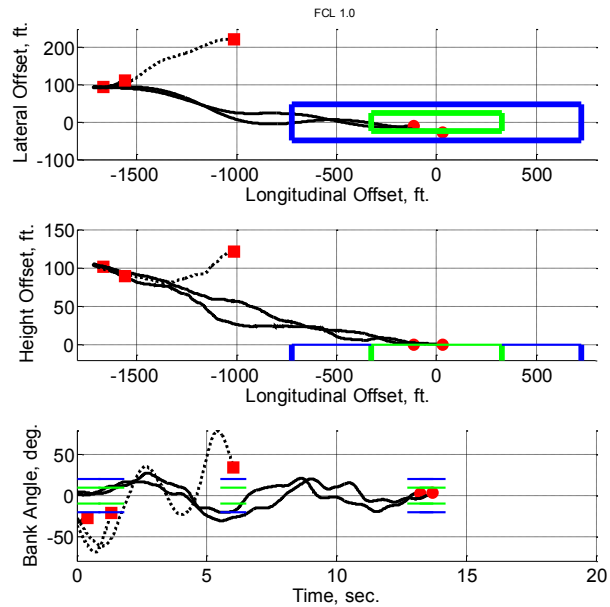 FCL 1.0
Lateral Offset, ft.
200
100
0
-100
-1500 -1000 -500 0 500
Longitudinal Offset, ft.
Height Offset, ft.
150
100
50
0
-1500 -1000 -500 0 500
Longitudinal Offset, ft.
Bank Angle, deg.
50
0
-50
0 5 10 15 20
Time, sec.